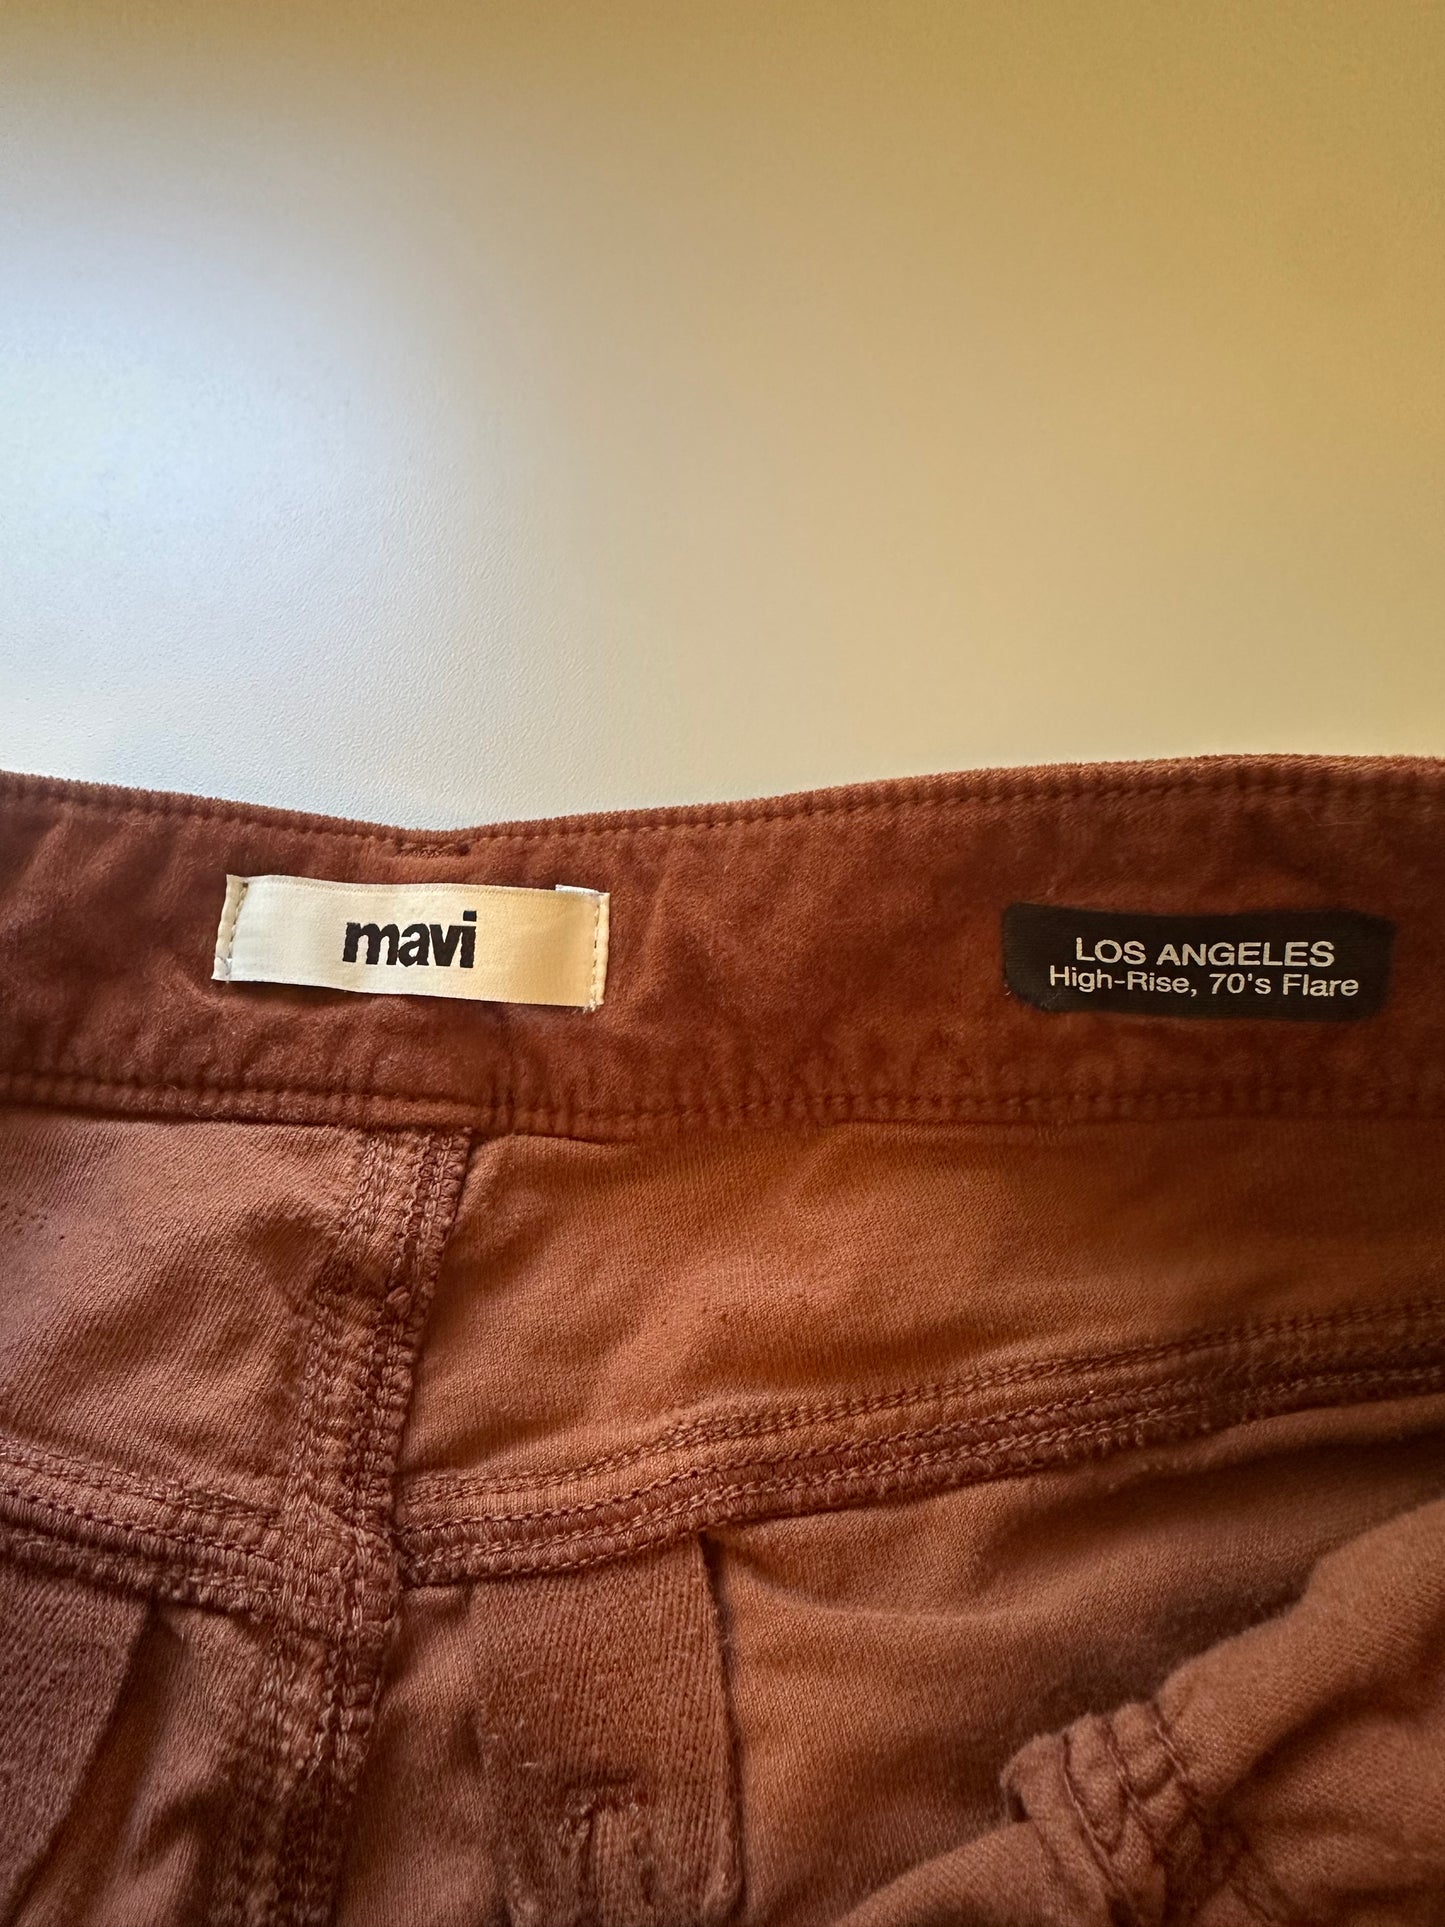 mavi
LOS ANGELES
High-Rise, 70's Flare